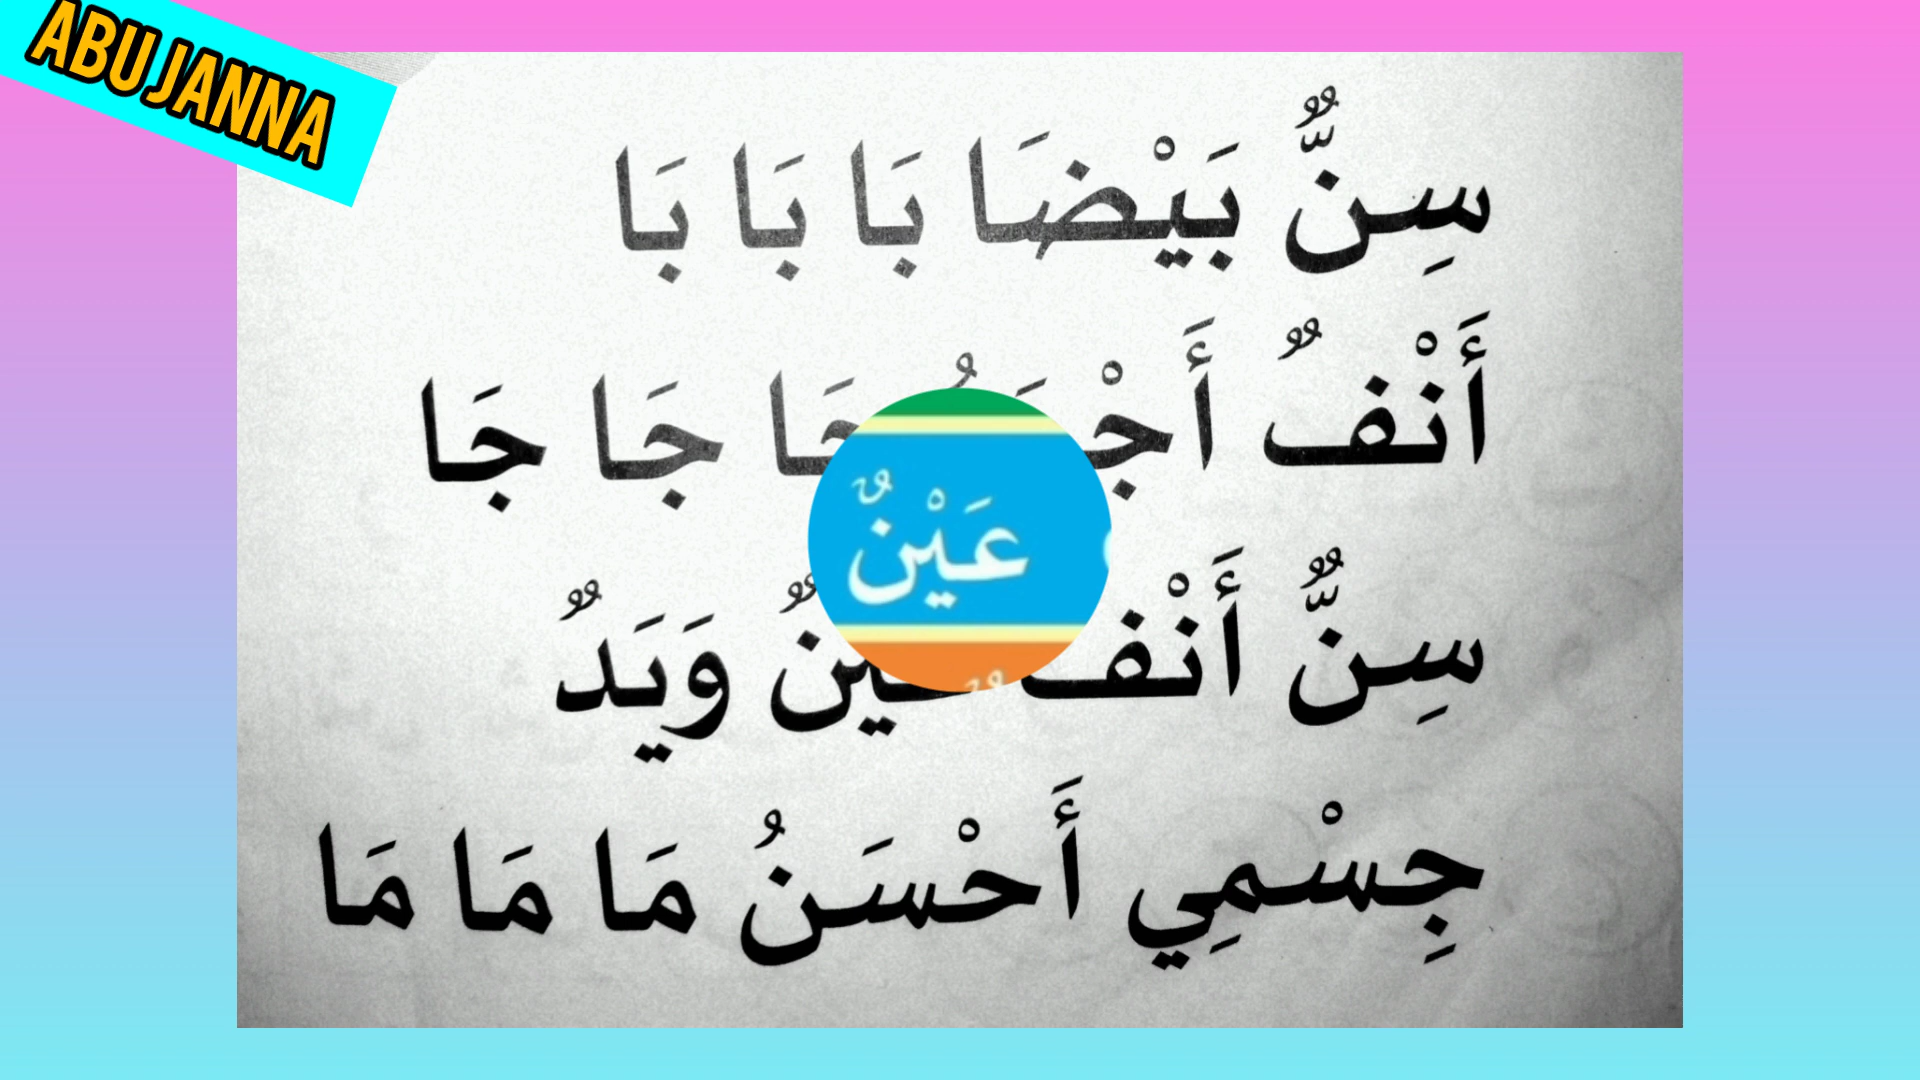 ABU JANNA
سِنٌّ بَيْضَا بَا بَا بَا
أَنْفٌ جَا جَا
عَيْنٌ
سِنٌّ أَنْفٌ عَيْنٌ وَيَدٌ
جِسْمِي أَحْسَنُ مَا مَا مَا